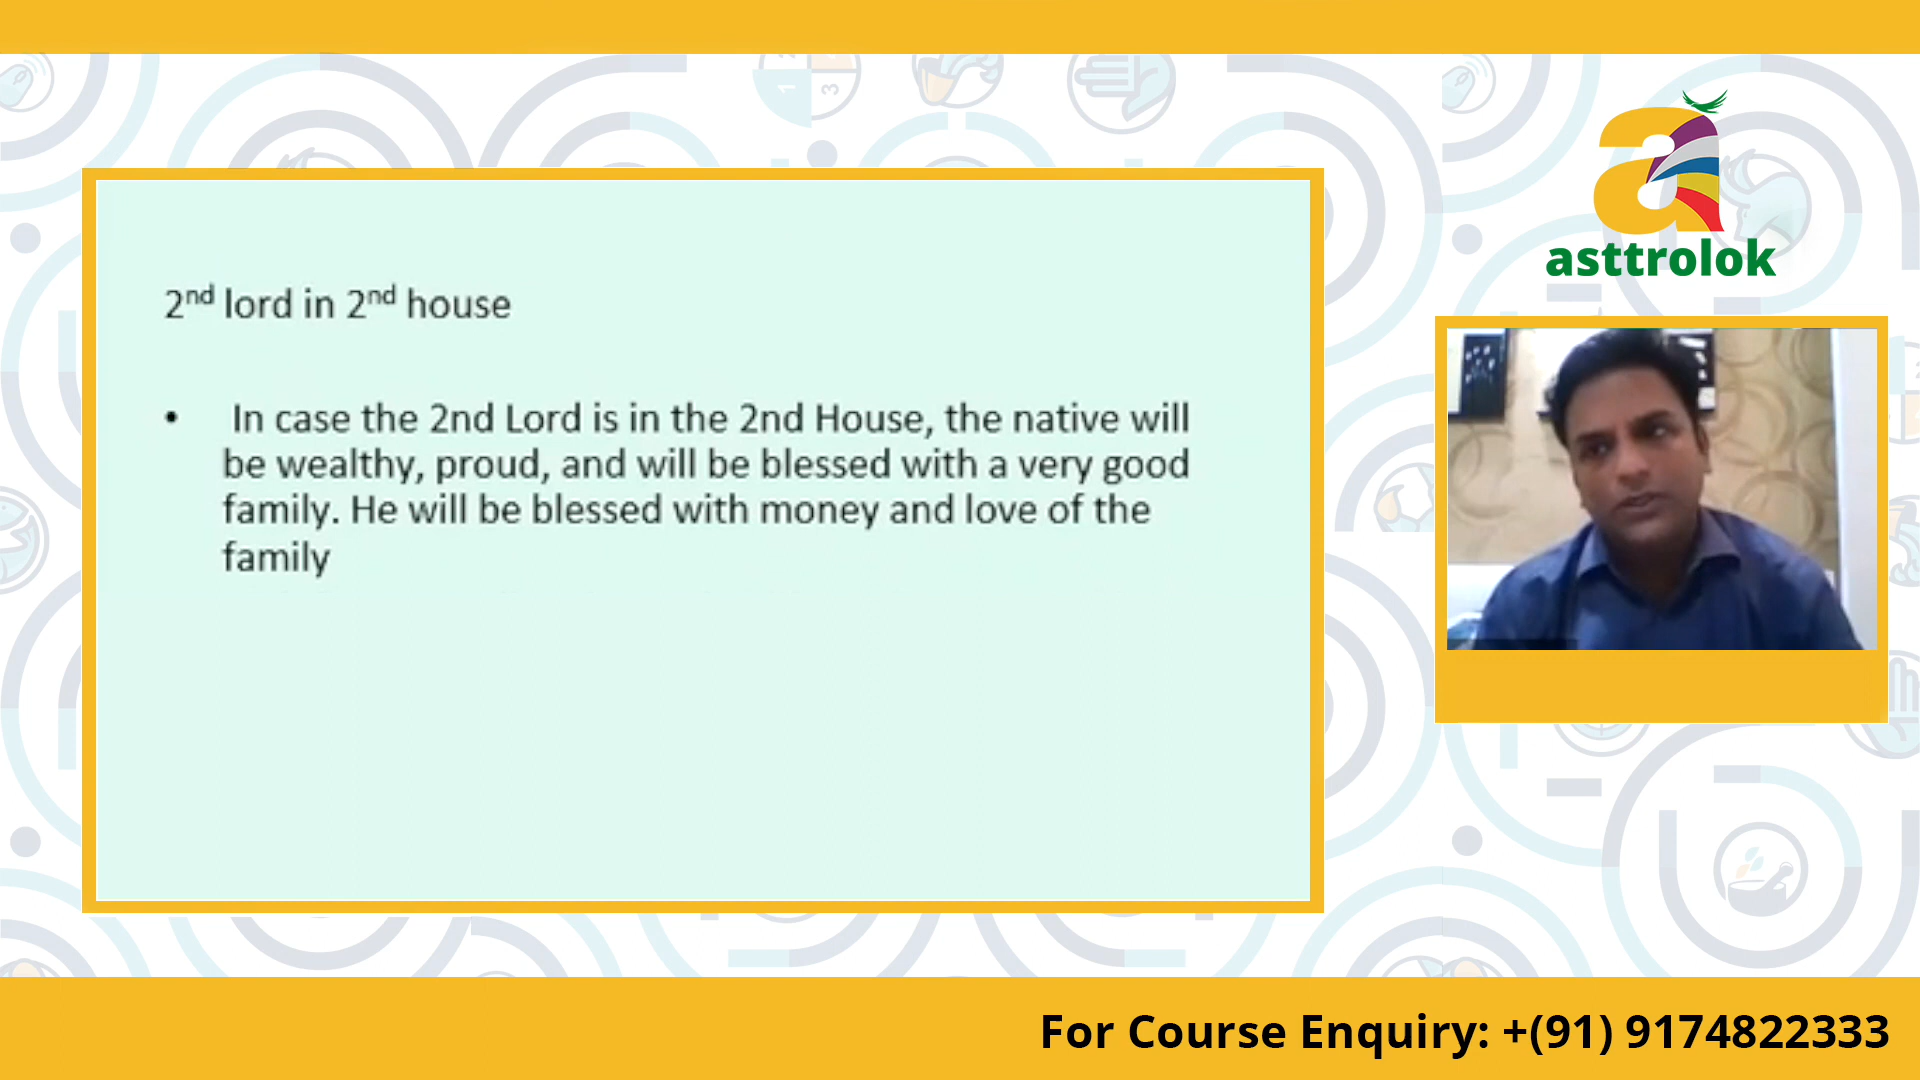 2nd lord in 2nd house
• In case the 2nd Lord is in the 2nd House, the native will
be wealthy, proud, and will be blessed with a very good
family. He will be blessed with money and love of the
family
asttrolok
For Course Enquiry: +(91) 9174822333